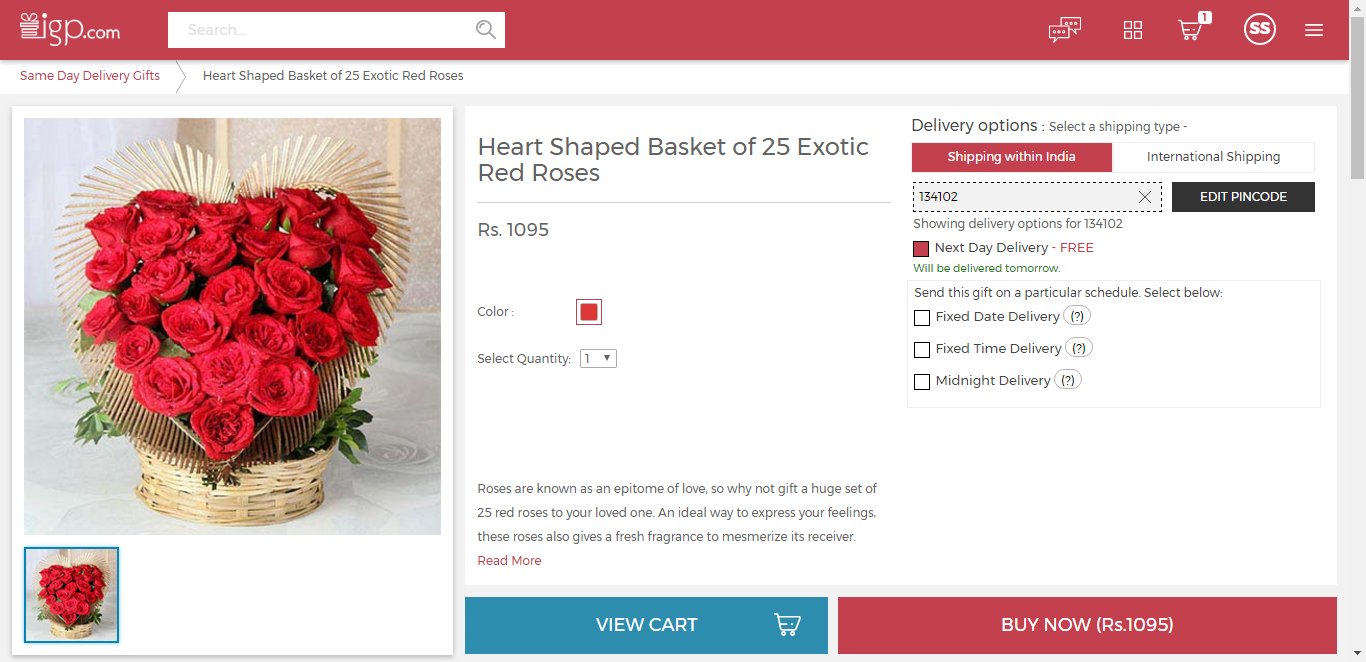 igp.com
Search...
1
SS
Same Day Delivery Gifts
Heart Shaped Basket of 25 Exotic Red Roses
Heart Shaped Basket of 25 Exotic
Red Roses
Rs. 1095
Color :
Select Quantity: 1
Roses are known as an epitome of love, so why not gift a huge set of
25 red roses to your loved one. An ideal way to express your feelings,
these roses also gives a fresh fragrance to mesmerize its receiver.
Read More
Delivery options : Select a shipping type -
Shipping within India
International Shipping
134102
EDIT PINCODE
Showing delivery options for 134102
Next Day Delivery - FREE
Will be delivered tomorrow.
Send this gift on a particular schedule. Select below:
Fixed Date Delivery (?)
Fixed Time Delivery (?)
Midnight Delivery (?)
VIEW CART
BUY NOW (Rs.1095)